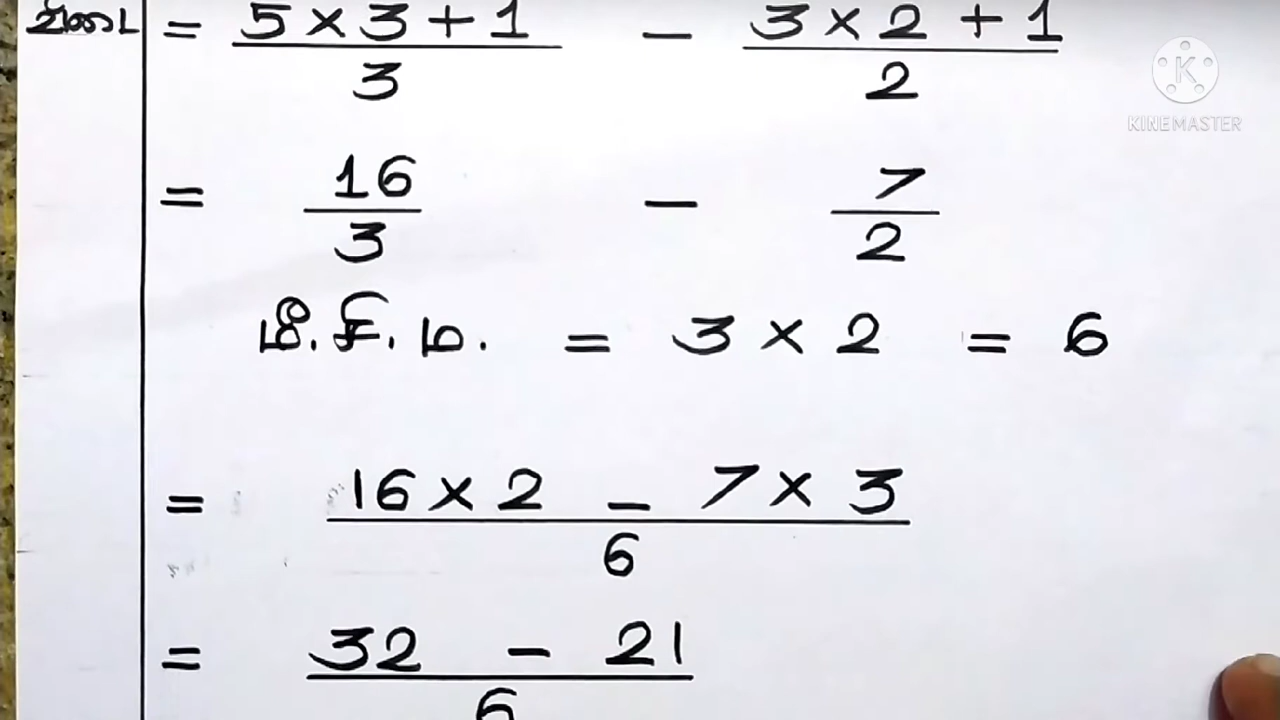 = 5 × 3 + 1 / 3 - 3 × 2 + 1 / 2
KINEMASTER
= 16 / 3 - 7 / 2
மீ.சி.ம. = 3 × 2 = 6
= 16 × 2 - 7 × 3 / 6
= 32 - 21 / 6